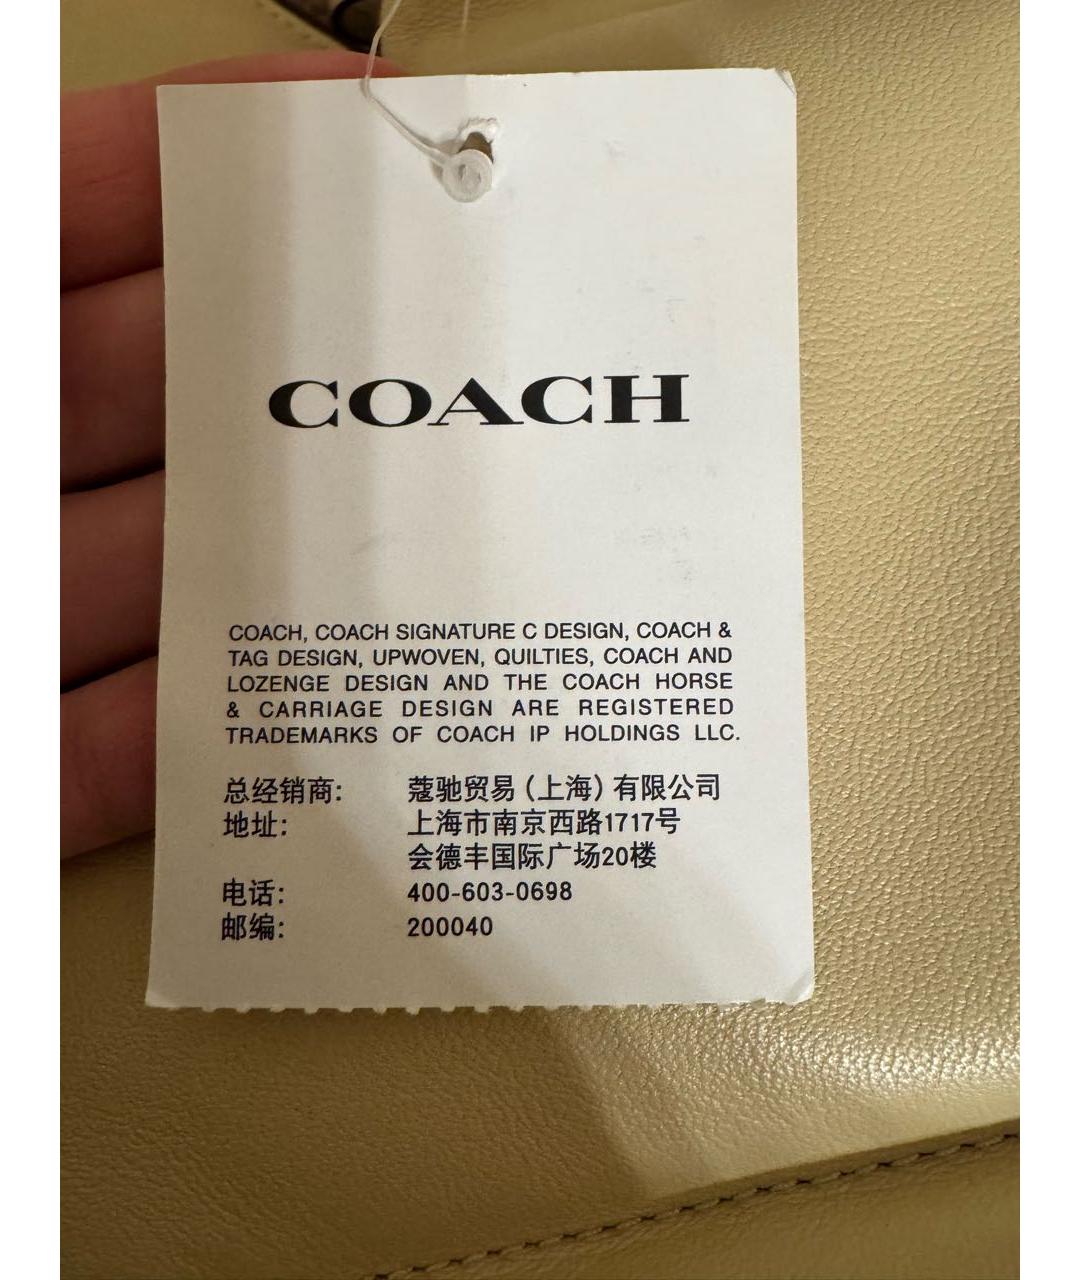 COACH
COACH, COACH SIGNATURE C DESIGN, COACH &
TAG DESIGN, UPWOVEN, QUILTIES, COACH AND
LOZENGE DESIGN AND THE COACH HORSE
& CARRIAGE DESIGN ARE REGISTERED
TRADEMARKS OF COACH IP HOLDINGS LLC.
总经销商: 蔻驰贸易(上海)有限公司
地址: 上海市南京西路1717号
会德丰国际广场20楼
电话: 400-603-0698
邮编: 200040